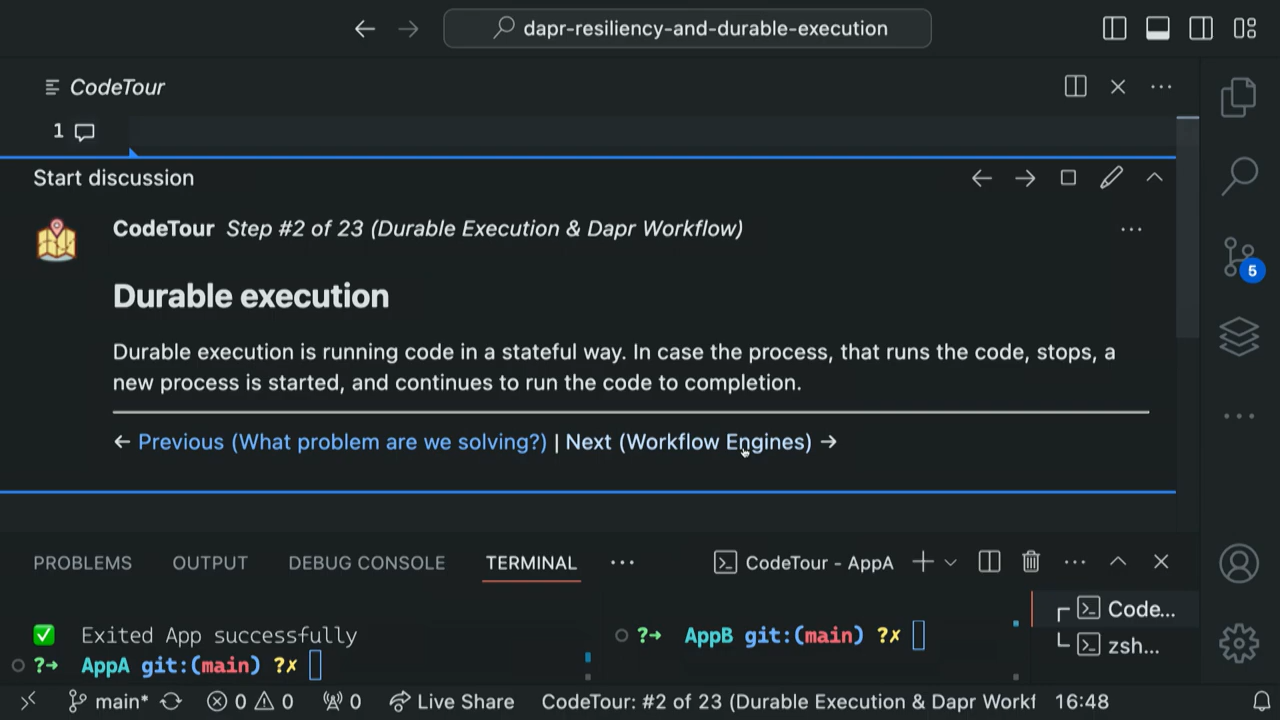 dapr-resiliency-and-durable-execution
CodeTour
1
Start discussion
CodeTour Step #2 of 23 (Durable Execution & Dapr Workflow)
Durable execution
Durable execution is running code in a stateful way. In case the process, that runs the code, stops, a
new process is started, and continues to run the code to completion.
← Previous (What problem are we solving?) | Next (Workflow Engines) →
5
PROBLEMS OUTPUT DEBUG CONSOLE TERMINAL ... CodeTour - AppA
Code...
zsh...
✅ Exited App successfully
?→ AppA git:(main) ?✗
?→ AppB git:(main) ?✗
main* 0 0 0 Live Share CodeTour: #2 of 23 (Durable Execution & Dapr Workf 16:48